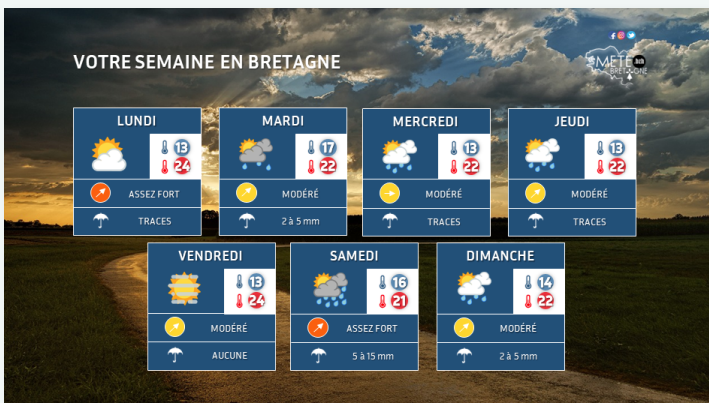 VOTRE SEMAINE EN BRETAGNE
METEO
BRETAGNE
LUNDI
13
24
ASSEZ FORT
TRACES
MARDI
17
22
MODÉRÉ
2 à 5 mm
MERCREDI
13
22
MODÉRÉ
TRACES
JEUDI
13
22
MODÉRÉ
TRACES
VENDREDI
13
24
MODÉRÉ
AUCUNE
SAMEDI
16
21
ASSEZ FORT
5 à 15 mm
DIMANCHE
14
22
MODÉRÉ
2 à 5 mm